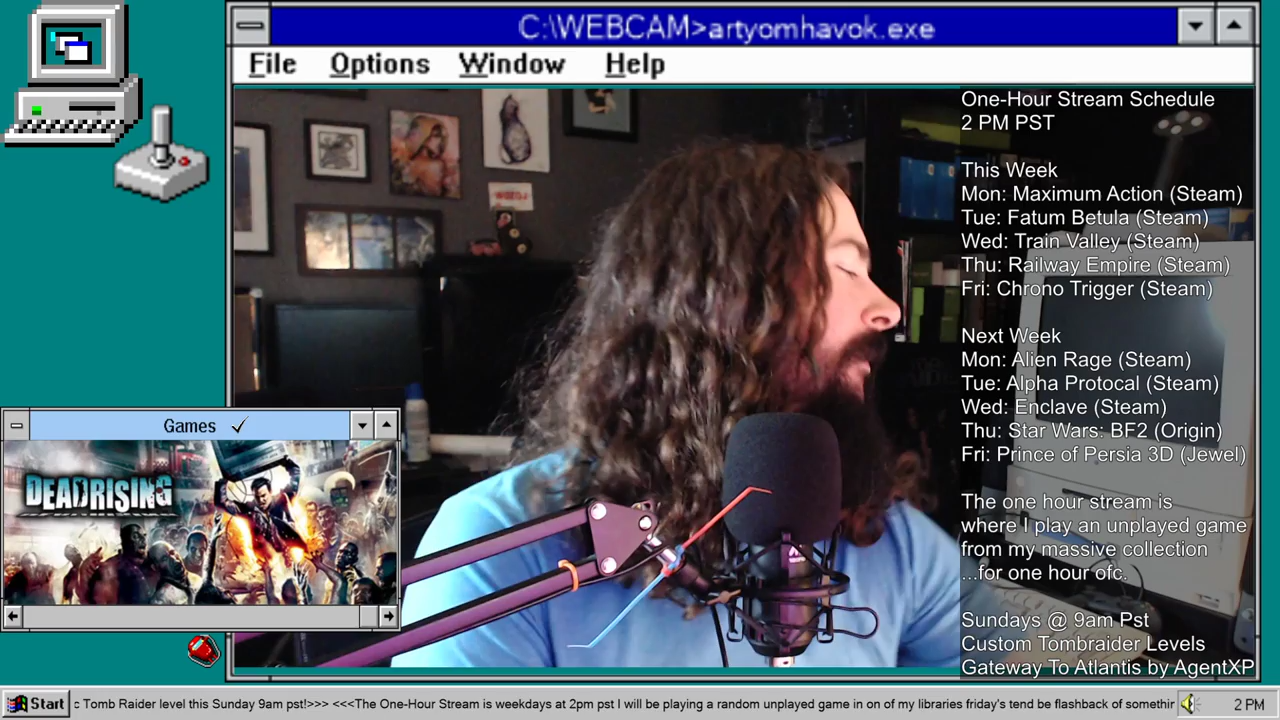 C:\WEBCAM>artyomhavok.exe
File Options Window Help
One-Hour Stream Schedule
2 PM PST
This Week
Mon: Maximum Action (Steam)
Tue: Fatum Betula (Steam)
Wed: Train Valley (Steam)
Thu: Railway Empire (Steam)
Fri: Chrono Trigger (Steam)
Next Week
Mon: Alien Rage (Steam)
Tue: Alpha Protocal (Steam)
Wed: Enclave (Steam)
Thu: Star Wars: BF2 (Origin)
Fri: Prince of Persia 3D (Jewel)
The one hour stream is
where I play an unplayed game
from my massive collection
...for one hour ofc.
Sundays @ 9am Pst
Custom Tombraider Levels
Gateway To Atlantis by AgentXP
Games
DEADRISING
Start
c Tomb Raider level this Sunday 9am pst!>>> <<<The One-Hour Stream is weekdays at 2pm pst I will be playing a random unplayed game in on of my libraries friday's tend be flashback of somethir
2 PM